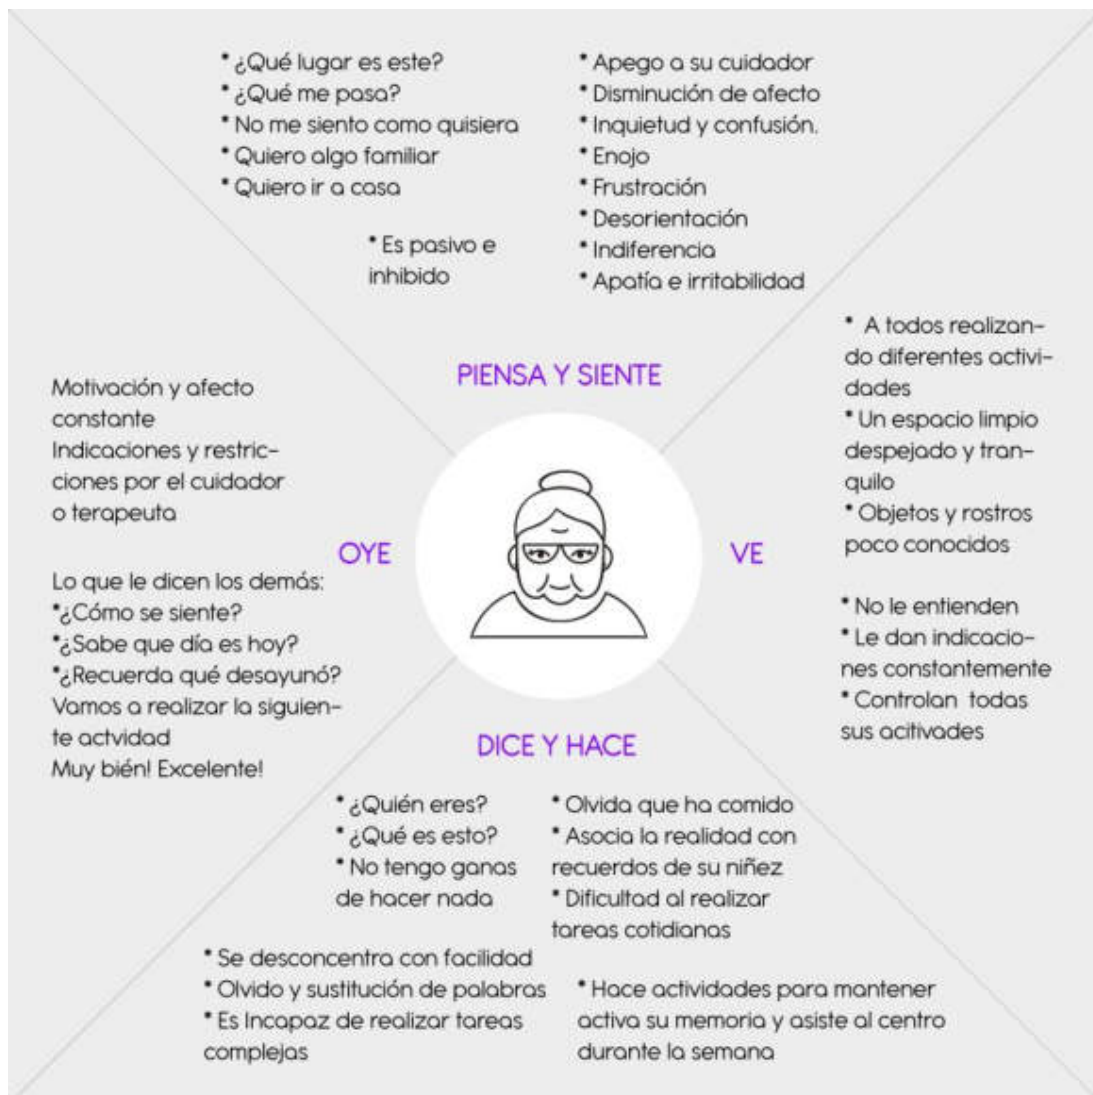 * ¿Qué lugar es este?
* ¿Qué me pasa?
* No me siento como quisiera
* Quiero algo familiar
* Quiero ir a casa
* Es pasivo e
inhibido
* Apego a su cuidador
* Disminución de afecto
* Inquietud y confusión.
* Enojo
* Frustración
* Desorientación
* Indiferencia
* Apatía e irritabilidad
PIENSA Y SIENTE
Motivación y afecto
constante
Indicaciones y restric-
ciones por el cuidador
o terapeuta
Lo que le dicen los demás:
*¿Cómo se siente?
*¿Sabe que día es hoy?
*¿Recuerda qué desayunó?
Vamos a realizar la siguien-
te actvidad
Muy bién! Excelente!
OYE
VE
* A todos realizan-
do diferentes activi-
dades
* Un espacio limpio
despejado y tran-
quilo
* Objetos y rostros
poco conocidos
* No le entienden
* Le dan indicacio-
nes constantemente
* Controlan todas
sus acitivades
DICE Y HACE
* ¿Quién eres?
* ¿Qué es esto?
* No tengo ganas
de hacer nada
* Olvida que ha comido
* Asocia la realidad con
recuerdos de su niñez
* Dificultad al realizar
tareas cotidianas
* Se desconcentra con facilidad
* Olvido y sustitución de palabras
* Es Incapaz de realizar tareas
complejas
* Hace actividades para mantener
activa su memoria y asiste al centro
durante la semana